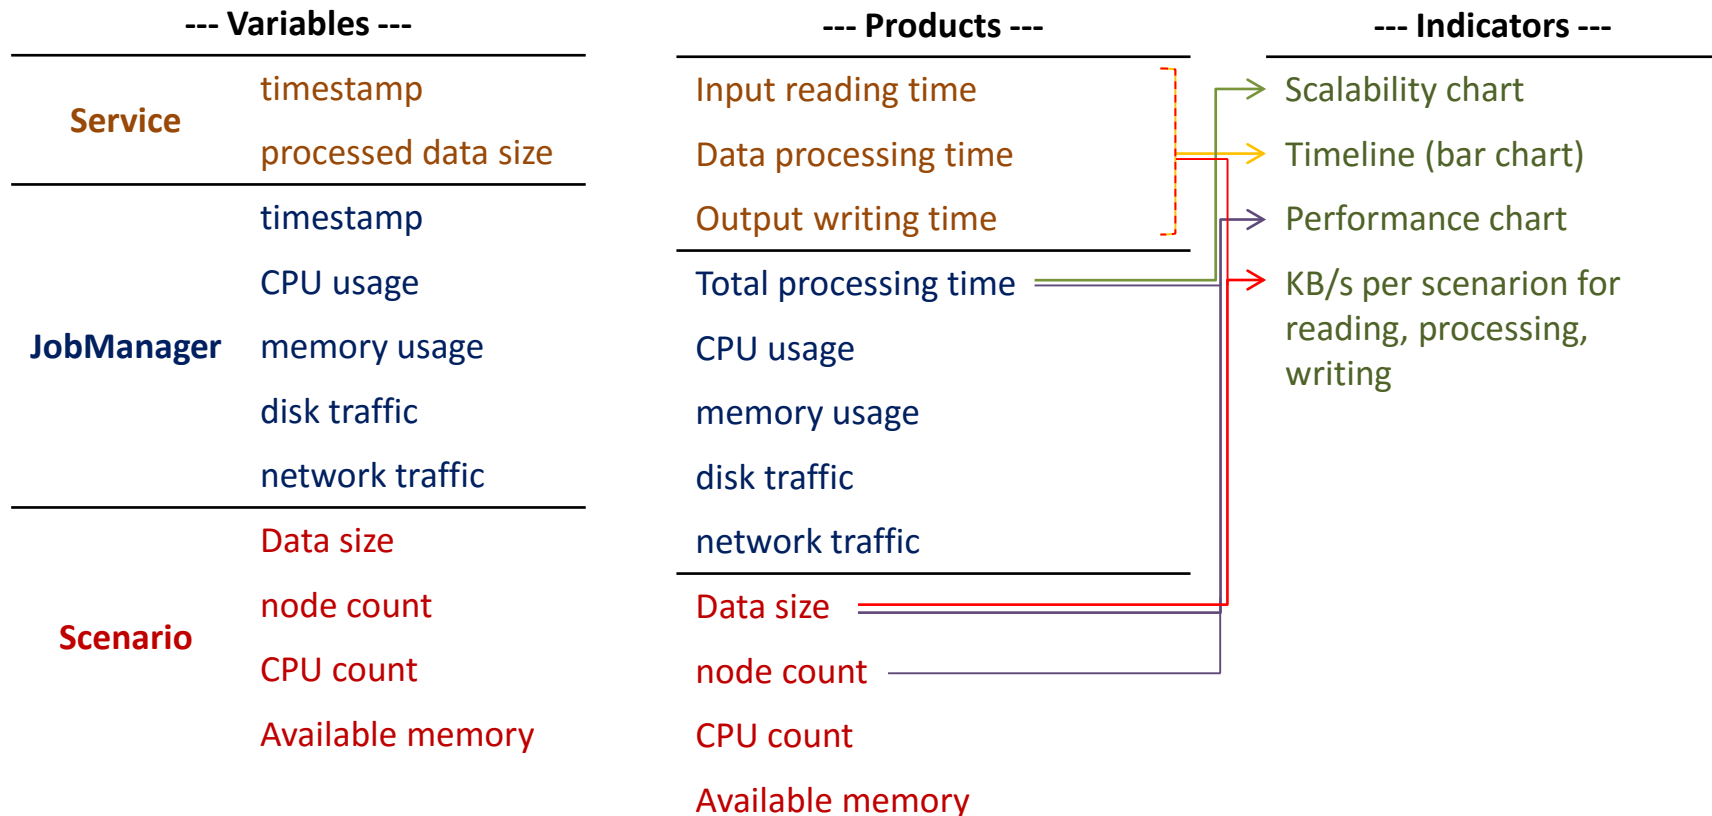 --- Variables ---
Service
timestamp
processed data size
JobManager
timestamp
CPU usage
memory usage
disk traffic
network traffic
Scenario
Data size
node count
CPU count
Available memory
--- Products ---
Input reading time
Data processing time
Output writing time
Total processing time
CPU usage
memory usage
disk traffic
network traffic
Data size
node count
CPU count
Available memory
--- Indicators ---
Scalability chart
Timeline (bar chart)
Performance chart
KB/s per scenarion for
reading, processing,
writing